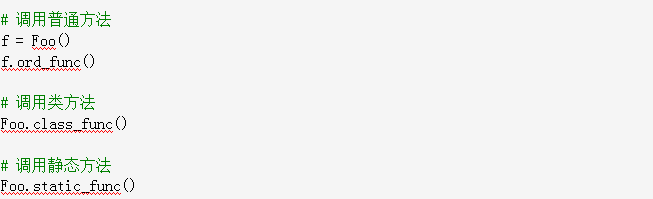 # 调用普通方法
f = Foo()
f.ord_func()
# 调用类方法
Foo.class_func()
# 调用静态方法
Foo.static_func()